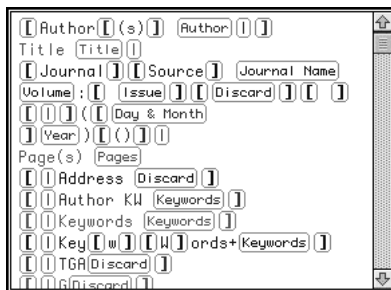 [Author[(s)] Author | ]
Title Title |
[Journal][Source] Journal Name
Volume:[ Issue ][Discard][ ]
[ | ]([Day & Month
]Year)[()]|
Page(s) Pages
[ | Address Discard ]
[ | Author KW Keywords ]
[ | Keywords Keywords ]
[ | Key[w][W]ords+Keywords ]
[ | TGA Discard ]
[ | G Discard ]